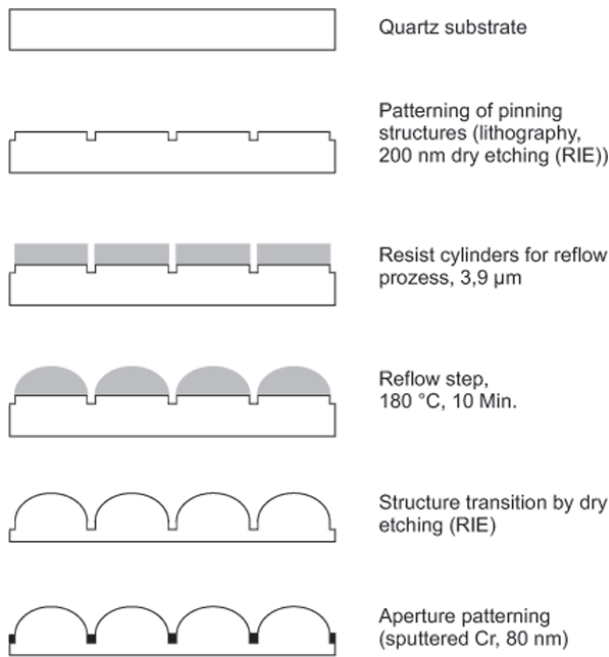 Quartz substrate
Patterning of pinning
structures (lithography,
200 nm dry etching (RIE))
Resist cylinders for reflow
prozess, 3,9 µm
Reflow step,
180 °C, 10 Min.
Structure transition by dry
etching (RIE)
Aperture patterning
(sputtered Cr, 80 nm)